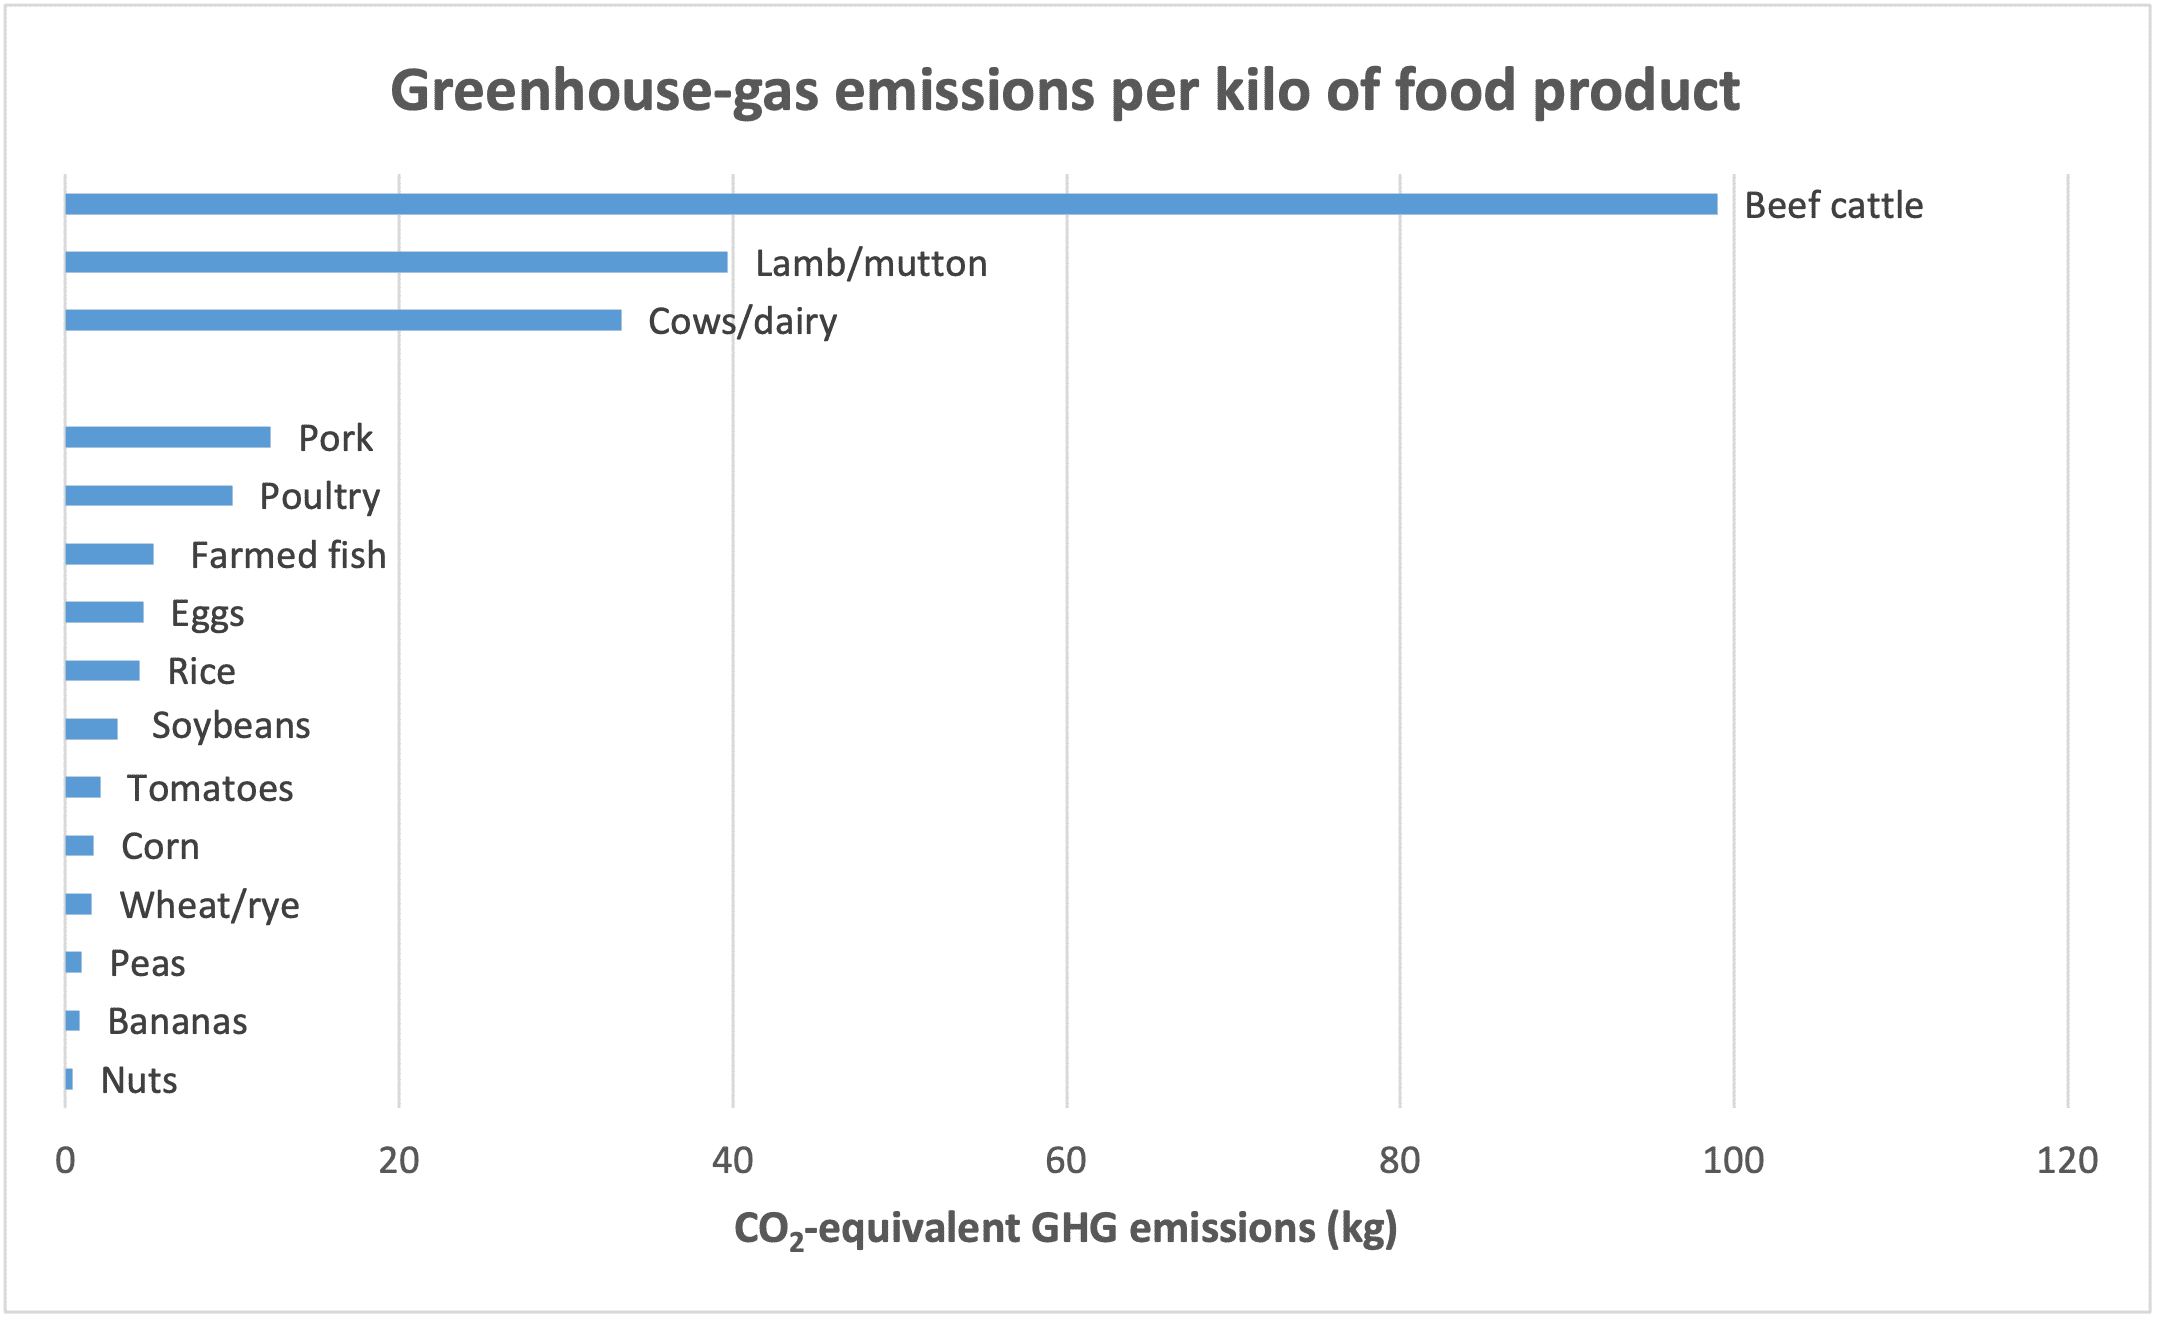 Greenhouse-gas emissions per kilo of food product
Beef cattle
Lamb/mutton
Cows/dairy
Pork
Poultry
Farmed fish
Eggs
Rice
Soybeans
Tomatoes
Corn
Wheat/rye
Peas
Bananas
Nuts
0 20 40 60 80 100 120
CO₂-equivalent GHG emissions (kg)